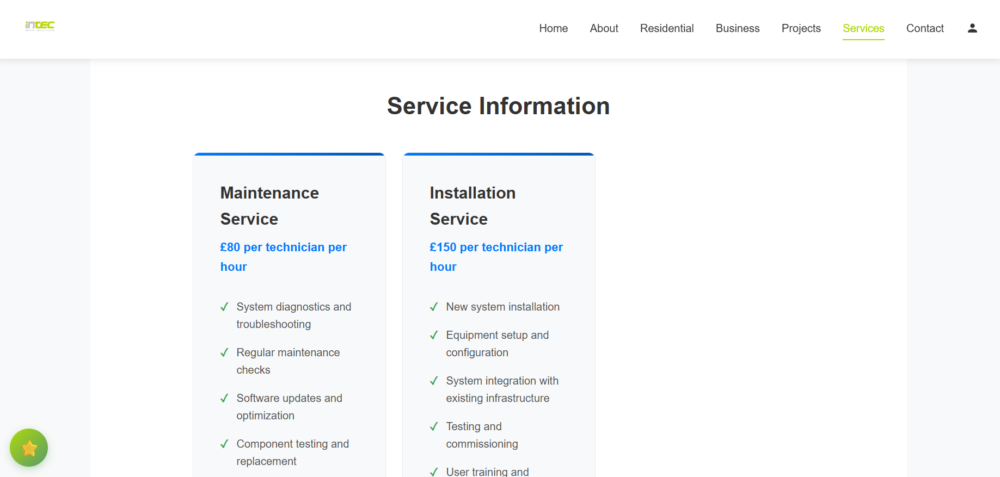 inTEC
Home About Residential Business Projects Services Contact
Service Information
Maintenance
Service
£80 per technician per
hour
✓ System diagnostics and
troubleshooting
✓ Regular maintenance
checks
✓ Software updates and
optimization
✓ Component testing and
replacement
Installation
Service
£150 per technician per
hour
✓ New system installation
✓ Equipment setup and
configuration
✓ System integration with
existing infrastructure
✓ Testing and
commissioning
✓ User training and